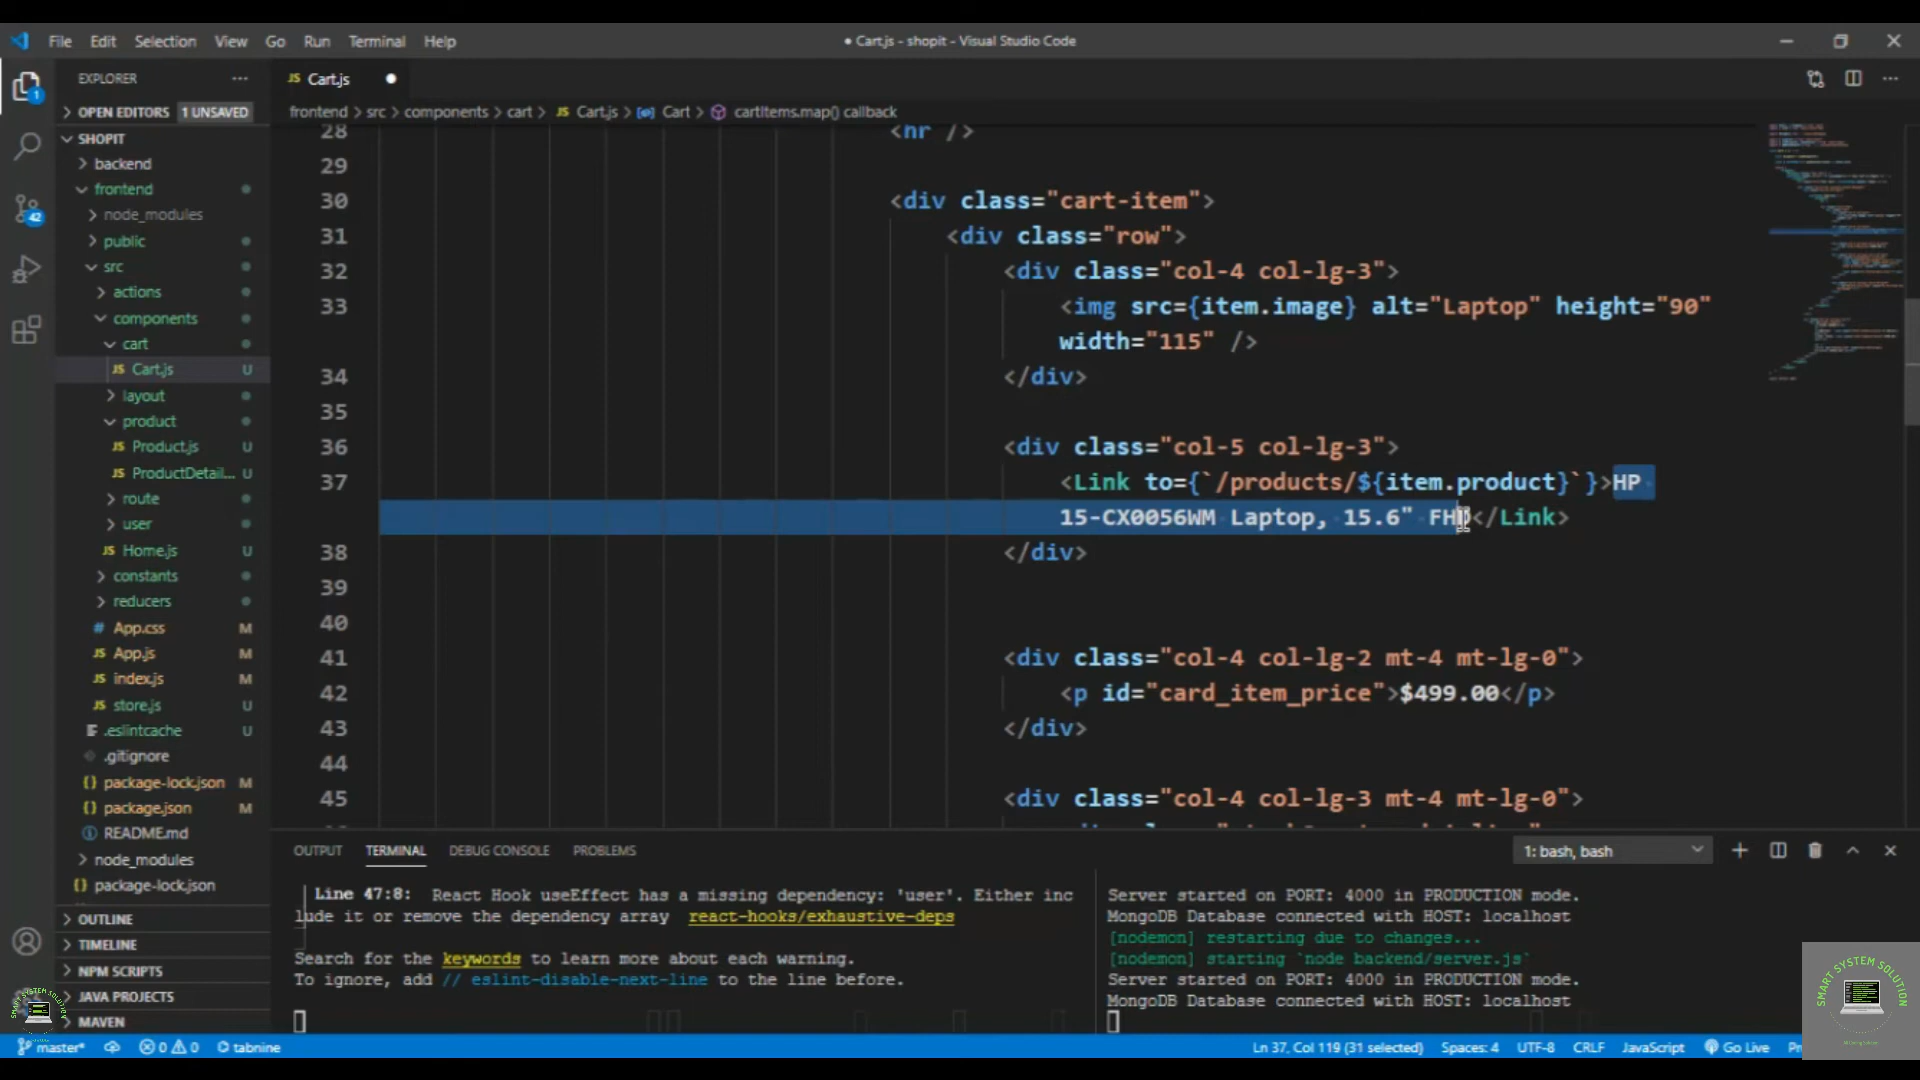 File Edit Selection View Go Run Terminal Help
● Cart.js - shopit - Visual Studio Code
EXPLORER
OPEN EDITORS 1 UNSAVED
SHOPIT
backend
frontend
node_modules
public
src
actions
components
cart
JS Cart.js U
layout
product
JS Product.js U
JS ProductDetail... U
route
user
JS Home.js U
constants
reducers
# App.css M
JS App.js M
JS index.js M
JS store.js U
.eslintcache U
.gitignore
{} package-lock.json M
{} package.json M
README.md
node_modules
{} package-lock.json
OUTLINE
TIMELINE
NPM SCRIPTS
JAVA PROJECTS
MAVEN
1
42
JS Cart.js ●
frontend > src > components > cart > JS Cart.js > Cart > cartItems.map() callback
28 <hr />
29
30 <div class="cart-item">
31 <div class="row">
32 <div class="col-4 col-lg-3">
33 <img src={item.image} alt="Laptop" height="90"
width="115" />
34 </div>
35
36 <div class="col-5 col-lg-3">
37 <Link to={`/products/${item.product}`}>HP
15-CX0056WM Laptop, 15.6" FHD</Link>
38 </div>
39
40
41 <div class="col-4 col-lg-2 mt-4 mt-lg-0">
42 <p id="card_item_price">$499.00</p>
43 </div>
44
45 <div class="col-4 col-lg-3 mt-4 mt-lg-0">
OUTPUT TERMINAL DEBUG CONSOLE PROBLEMS
1: bash, bash
Line 47:8: React Hook useEffect has a missing dependency: 'user'. Either inc
lude it or remove the dependency array react-hooks/exhaustive-deps
Search for the keywords to learn more about each warning.
To ignore, add // eslint-disable-next-line to the line before.
Server started on PORT: 4000 in PRODUCTION mode.
MongoDB Database connected with HOST: localhost
[nodemon] restarting due to changes...
[nodemon] starting `node backend/server.js`
Server started on PORT: 4000 in PRODUCTION mode.
MongoDB Database connected with HOST: localhost
SMART SYSTEM SOLUTION
master* 0 0 tabnine
Ln 37, Col 119 (31 selected) Spaces: 4 UTF-8 CRLF JavaScript Go Live